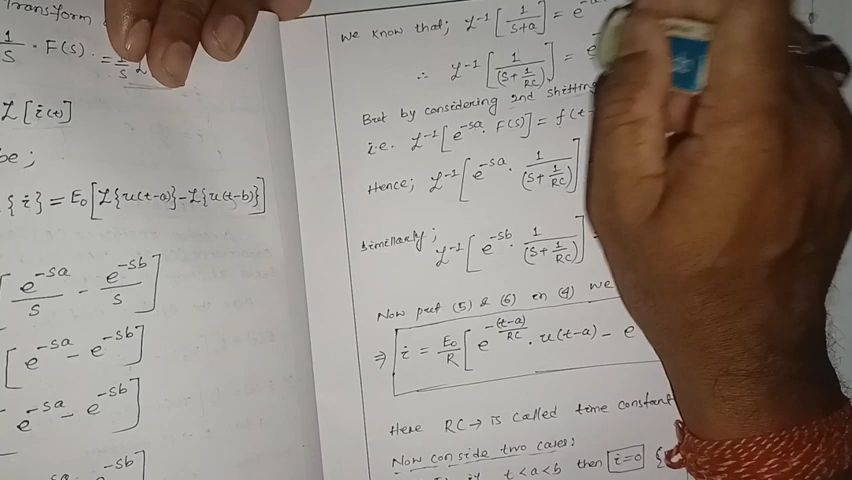 Transform
1/S · F(S) = 1/S L
L[i(t)]
be;
{i} = E₀[L{u(t-a)} - L{u(t-b)}]
[e^-sa/s - e^-sb/s]
[e^-sa - e^-sb]
e^-sa - e^-sb
e^-sb]
We know that; L^-1[1/(S+a)] = e^-a
∴ L^-1[1/(S+1/RC)] = e
But by considering 2nd shifting
i.e. L^-1[e^-sa · F(S)] = f(t-
Hence; L^-1[e^-sa · 1/(S+1/RC)]
Simillarly; L^-1[e^-sb · 1/(S+1/RC)] =
Now put (5) & (6) in (4) we
⇒ i = E₀/R [e^-(t-a)/RC · u(t-a) - e
Here RC → is called time constant
Now conside two cases:
if t<a<b then i=0 {